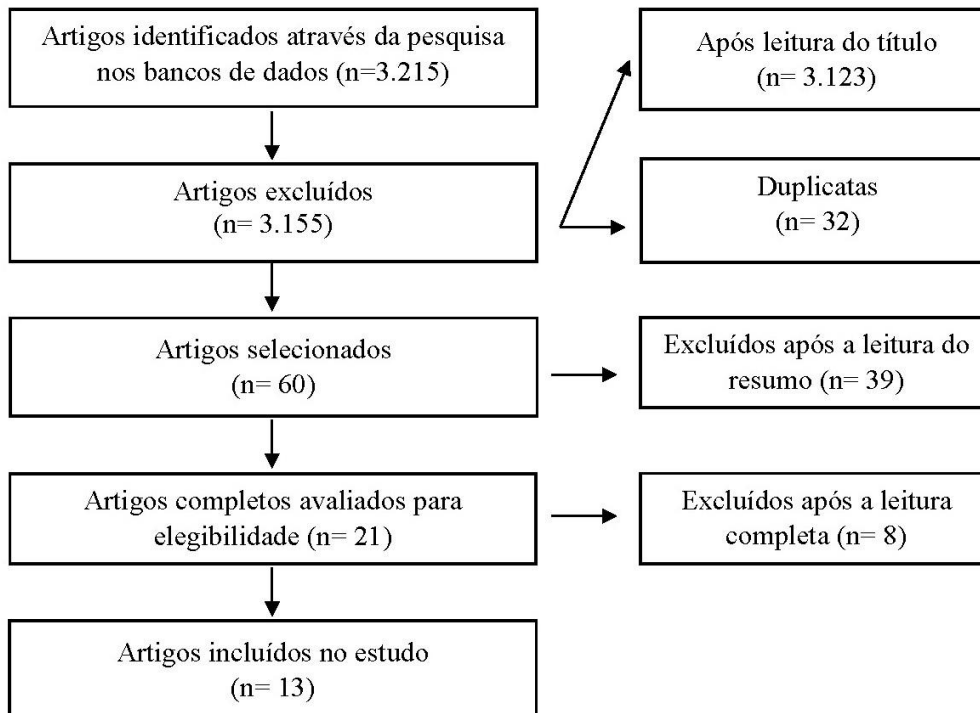 Artigos identificados através da pesquisa
nos bancos de dados (n=3.215)
Após leitura do título
(n= 3.123)
Artigos excluídos
(n= 3.155)
Duplicatas
(n= 32)
Artigos selecionados
(n= 60)
Excluídos após a leitura do
resumo (n= 39)
Artigos completos avaliados para
elegibilidade (n= 21)
Excluídos após a leitura
completa (n= 8)
Artigos incluídos no estudo
(n= 13)